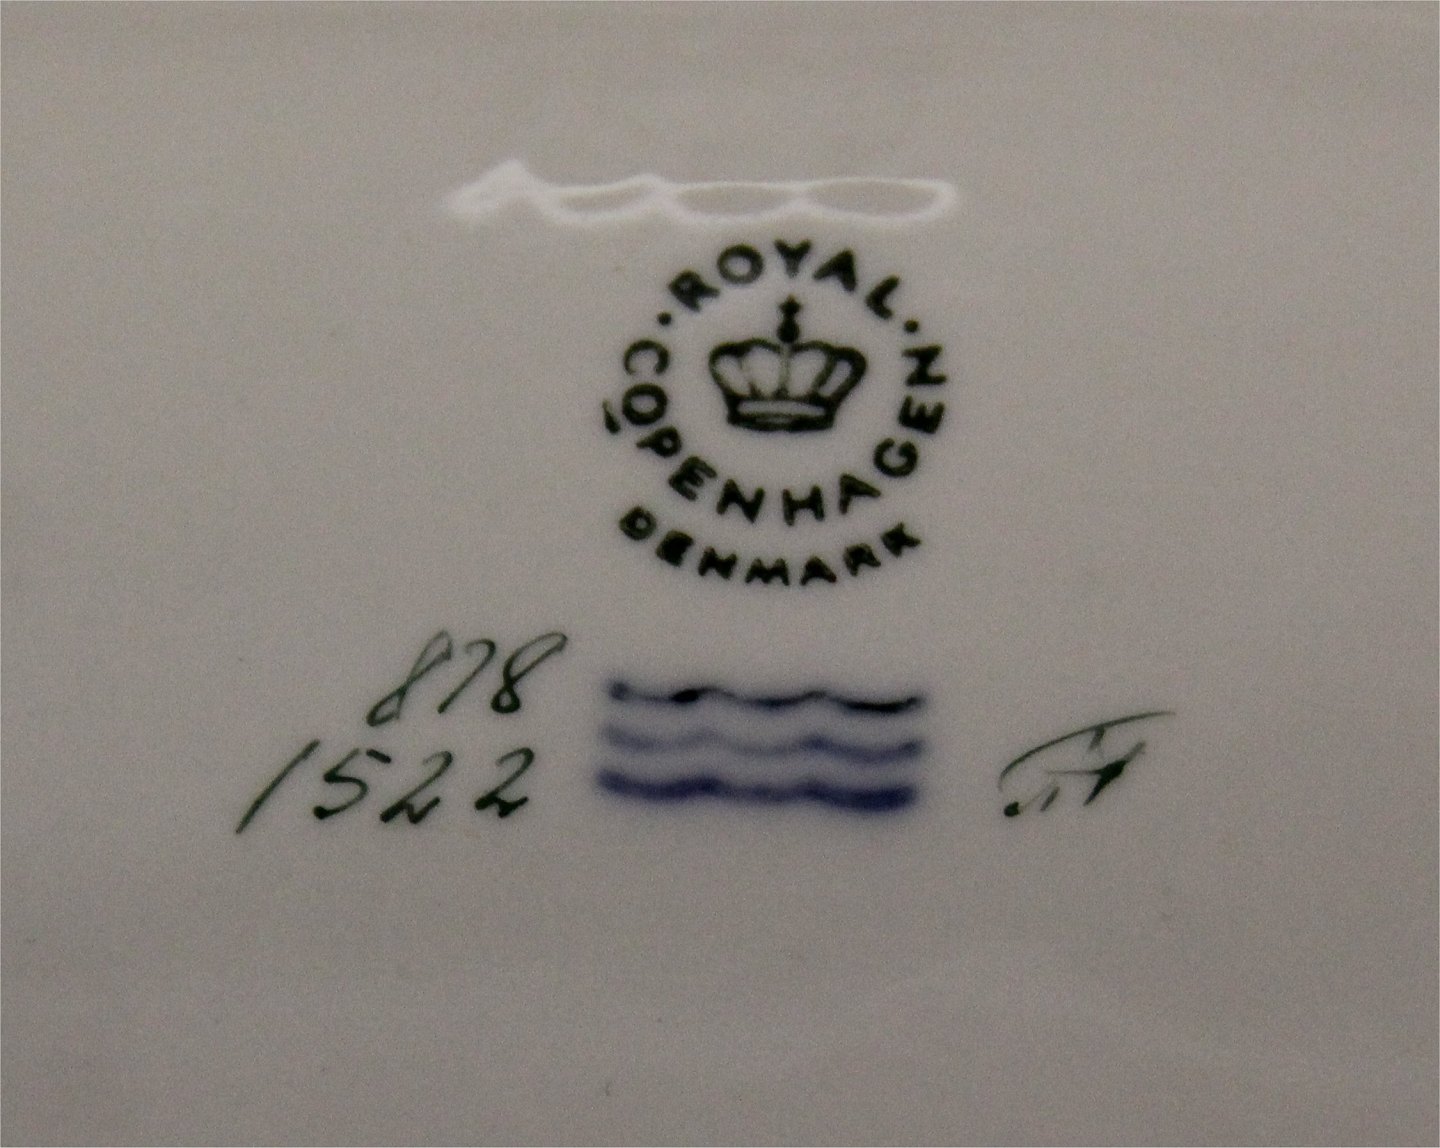 ROYAL
COPENHAGEN
DENMARK
878
1522